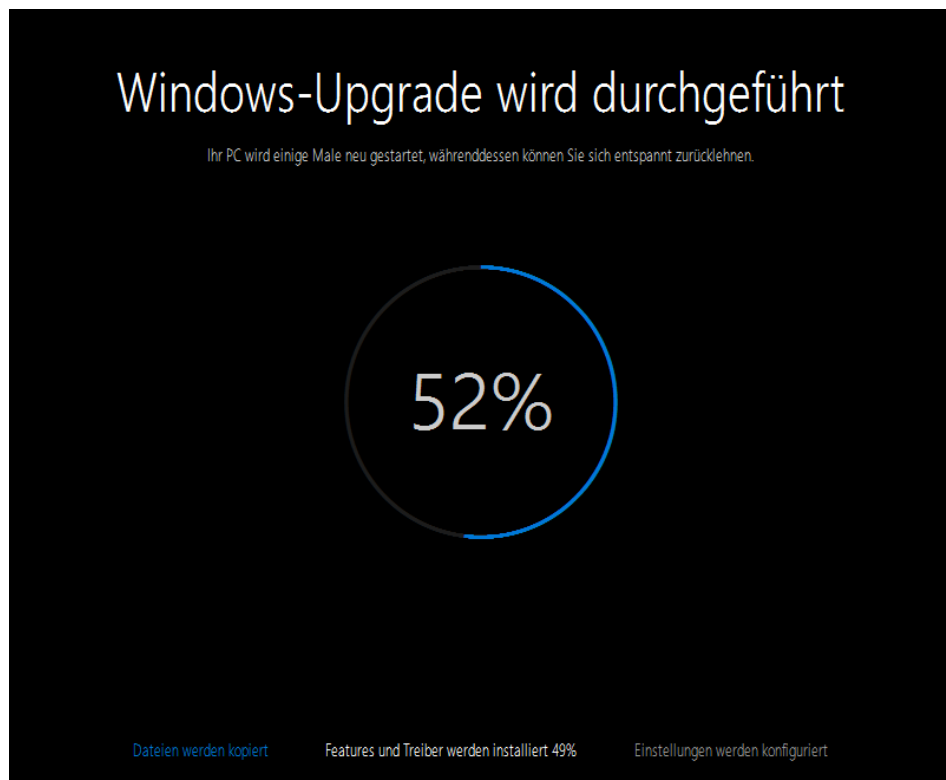 Windows-Upgrade wird durchgeführt
Ihr PC wird einige Male neu gestartet, währenddessen können Sie sich entspannt zurücklehnen.
52%
Dateien werden kopiert Features und Treiber werden installiert 49% Einstellungen werden konfiguriert